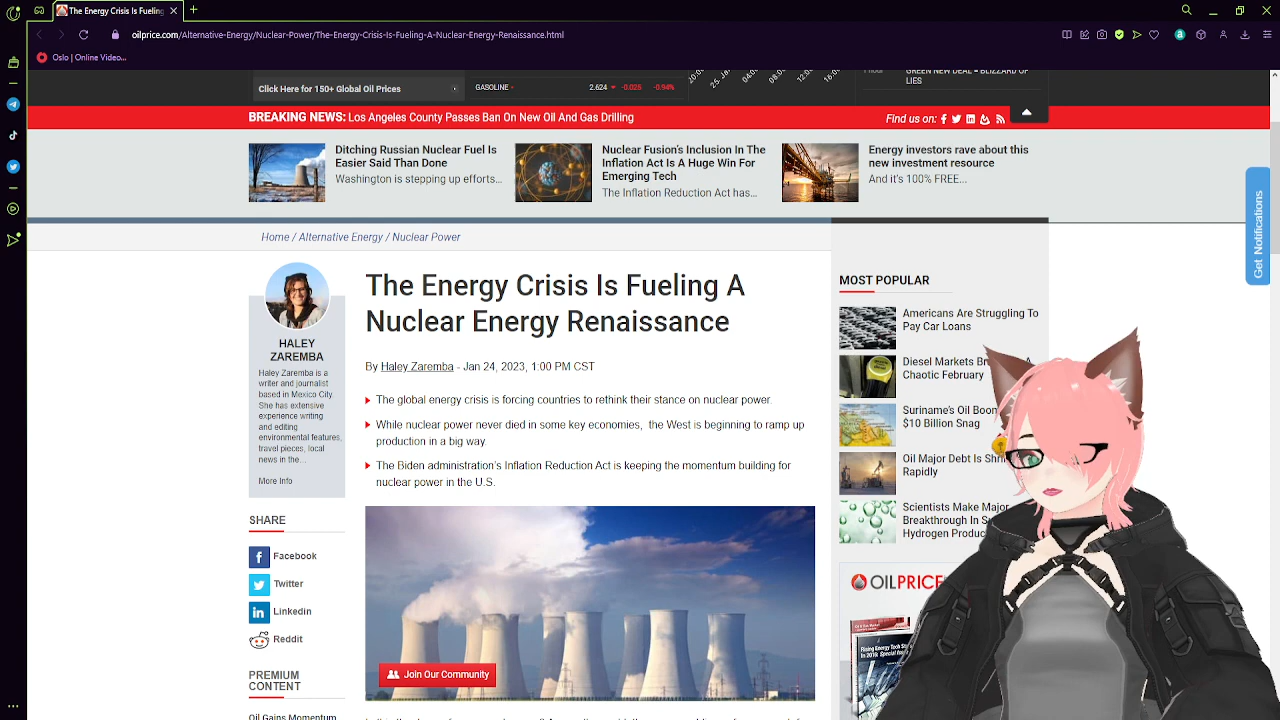 The Energy Crisis Is Fueling
oilprice.com/Alternative-Energy/Nuclear-Power/The-Energy-Crisis-Is-Fueling-A-Nuclear-Energy-Renaissance.html
Oslo | Online Video...
Click Here for 150+ Global Oil Prices
GASOLINE 2.624 -0.025 -0.94%
25. 04: 08: 16:
GREEN NEW DEAL = BLIZZARD OF
LIES
BREAKING NEWS: Los Angeles County Passes Ban On New Oil And Gas Drilling
Find us on:
Ditching Russian Nuclear Fuel Is
Easier Said Than Done
Washington is stepping up efforts...
Nuclear Fusion's Inclusion In The
Inflation Act Is A Huge Win For
Emerging Tech
The Inflation Reduction Act has...
Energy investors rave about this
new investment resource
And it's 100% FREE...
Get Notifications
Home / Alternative Energy / Nuclear Power
HALEY
ZAREMBA
Haley Zaremba is a
writer and journalist
based in Mexico City.
She has extensive
experience writing
and editing
environmental features,
travel pieces, local
news in the...
More Info
SHARE
Facebook
Twitter
Linkedin
Reddit
PREMIUM
CONTENT
Oil Gains Momentum
The Energy Crisis Is Fueling A
Nuclear Energy Renaissance
By Haley Zaremba - Jan 24, 2023, 1:00 PM CST
The global energy crisis is forcing countries to rethink their stance on nuclear power.
While nuclear power never died in some key economies, the West is beginning to ramp up
production in a big way.
The Biden administration's Inflation Reduction Act is keeping the momentum building for
nuclear power in the U.S.
Join Our Community
MOST POPULAR
Americans Are Struggling To
Pay Car Loans
Diesel Markets A
Chaotic February
Suriname's Oil Boom
$10 Billion Snag
Oil Major Debt Is
Rapidly
Scientists Make Major
Breakthrough In
Hydrogen
OILPRICE